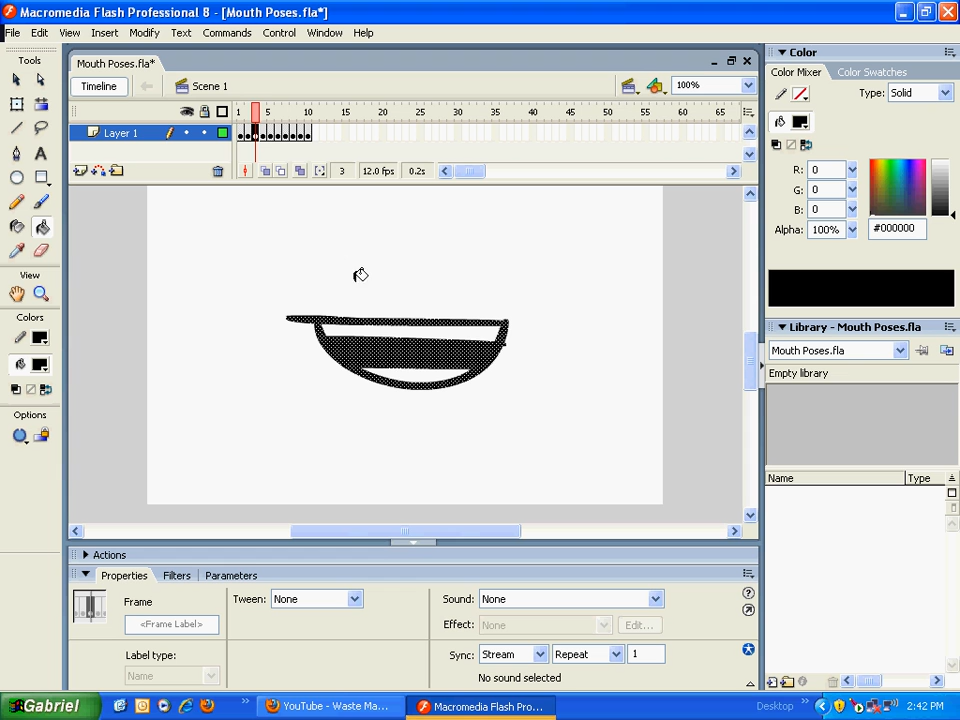 Macromedia Flash Professional 8 - [Mouth Poses.fla*]
File Edit View Insert Modify Text Commands Control Window Help
Tools
View
Colors
Options
Mouth Poses.fla*
Timeline
Scene 1
100%
1 5 10 15 20 25 30 35 40 45 50 55 60 65
Layer 1
3 12.0 fps 0.2s
Actions
Properties Filters Parameters
Frame
<Frame Label>
Label type:
Name
Tween: None
Sound: None
Effect: None Edit...
Sync: Stream Repeat 1
No sound selected
Color
Color Mixer Color Swatches
Type: Solid
R: 0
G: 0
B: 0
Alpha: 100% #000000
Library - Mouth Poses.fla
Mouth Poses.fla
Empty library
Name Type
Gabriel
YouTube - Waste Ma...
Macromedia Flash Pro...
Desktop
2:42 PM